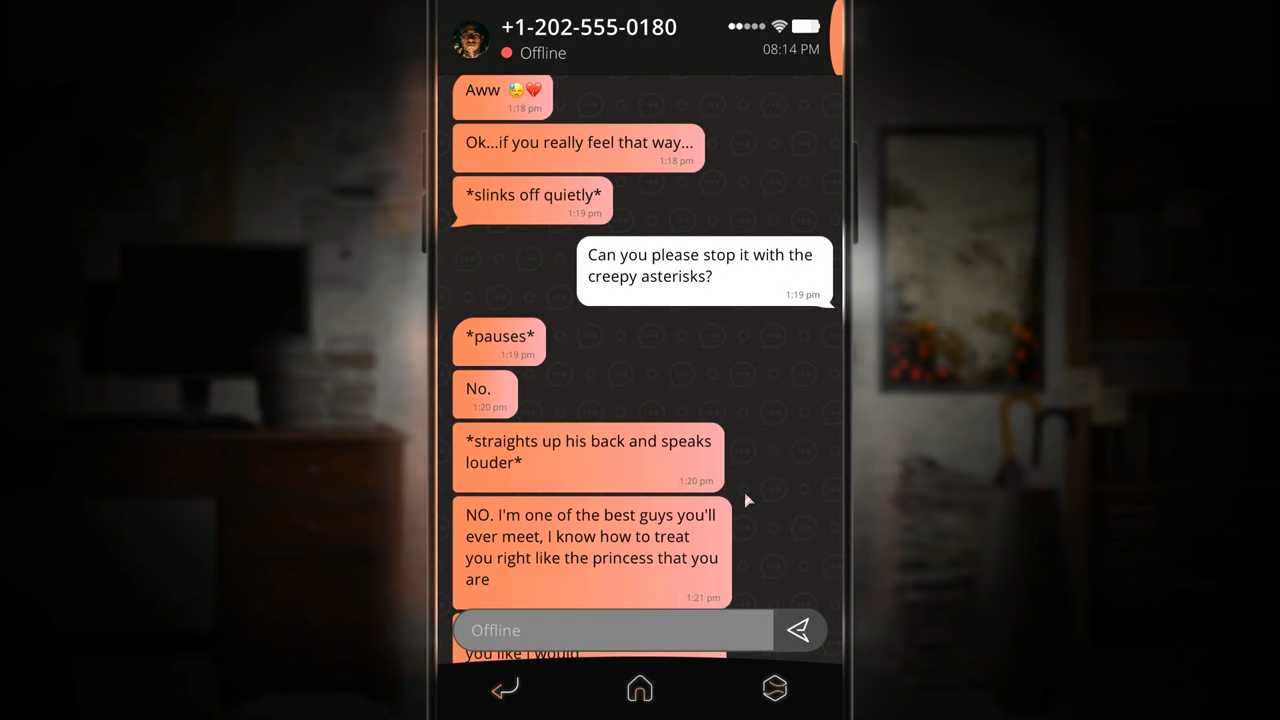 +1-202-555-0180
Offline
08:14 PM
Aww 😓💔
1:18 pm
Ok...if you really feel that way...
1:18 pm
*slinks off quietly*
1:19 pm
Can you please stop it with the
creepy asterisks?
1:19 pm
*pauses*
1:19 pm
No.
1:20 pm
*straights up his back and speaks
louder*
1:20 pm
NO. I'm one of the best guys you'll
ever meet, I know how to treat
you right like the princess that you
are
1:21 pm
Offline
you like I would